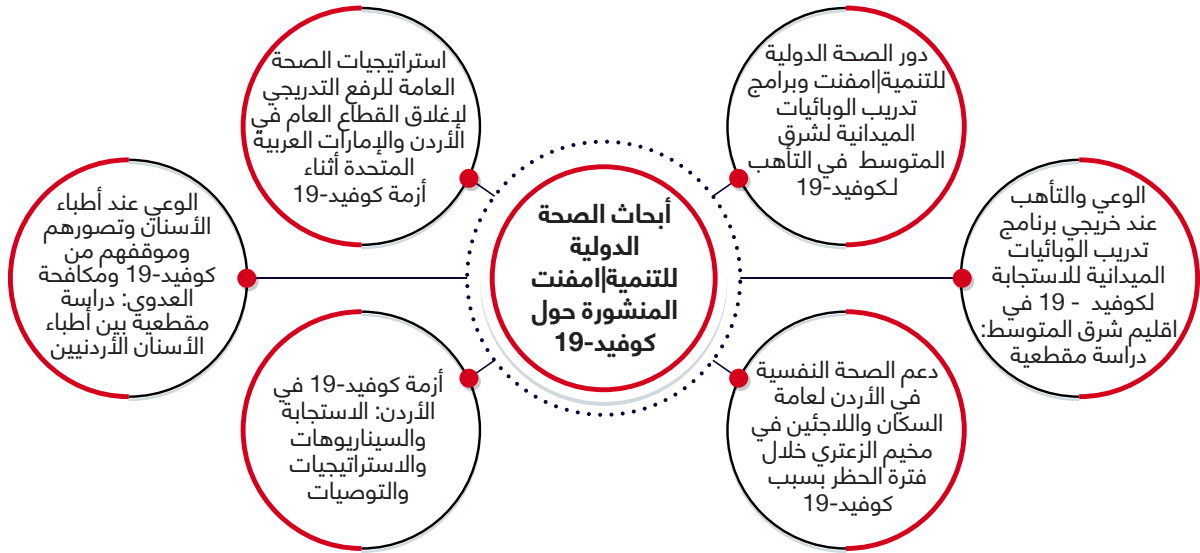 دور الصحة الدولية
للتنمية|امفنت وبرامج
تدريب الوبائيات
الميدانية لشرق
المتوسط في التأهب
لكوفيد-19
استراتيجيات الصحة
العامة للرفع التدريجي
لإغلاق القطاع العام في
الأردن والإمارات العربية
المتحدة أثناء
أزمة كوفيد-19
الوعي والتأهب
عند خريجي برنامج
تدريب الوبائيات
الميدانية للاستجابة
لكوفيد - 19 في
اقليم شرق المتوسط:
دراسة مقطعية
أبحاث الصحة
الدولية
للتنمية|امفنت
المنشورة حول
كوفيد-19
الوعي عند أطباء
الأسنان وتصورهم
وموقفهم من
كوفيد-19 ومكافحة
العدوى: دراسة
مقطعية بين أطباء
الأسنان الأردنيين
دعم الصحة النفسية
في الأردن لعامة
السكان واللاجئين في
مخيم الزعتري خلال
فترة الحظر بسبب
كوفيد-19
أزمة كوفيد-19 في
الأردن: الاستجابة
والسيناريوهات
والاستراتيجيات
والتوصيات